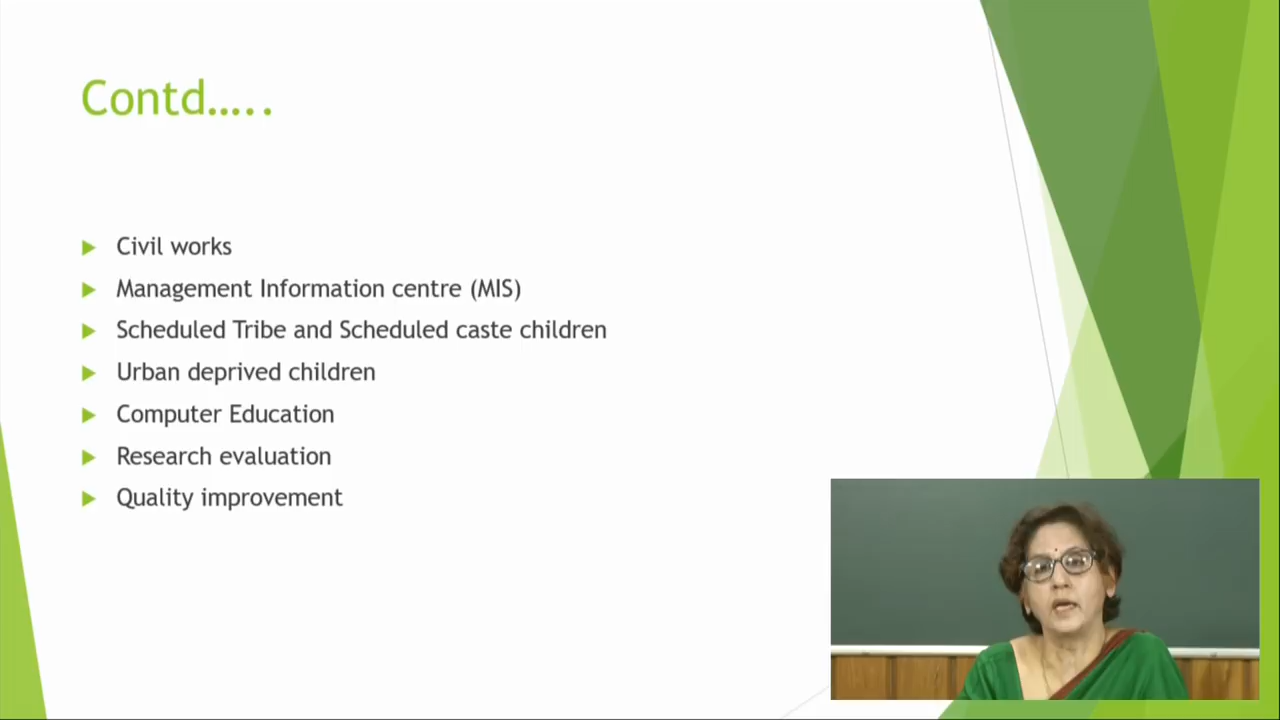 Contd.....
Civil works
Management Information centre (MIS)
Scheduled Tribe and Scheduled caste children
Urban deprived children
Computer Education
Research evaluation
Quality improvement